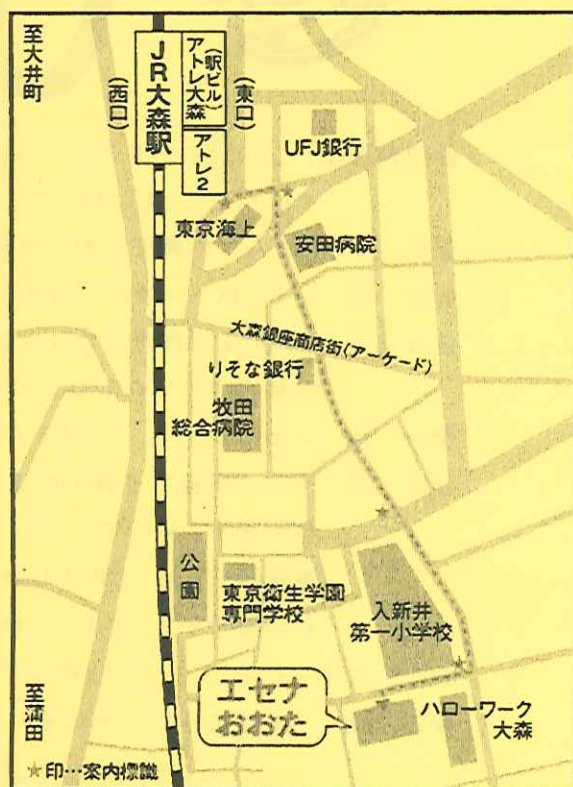 至大井町
(西口)
JR大森駅
(駅ビル)
アトレ大森
アトレ2
(東口)
UFJ銀行
東京海上
安田病院
大森銀座商店街(アーケード)
りそな銀行
牧田
総合病院
公園
東京衛生学園
専門学校
入新井
第一小学校
エセナ
おおた
ハローワーク
大森
至蒲田
★印…案内標識